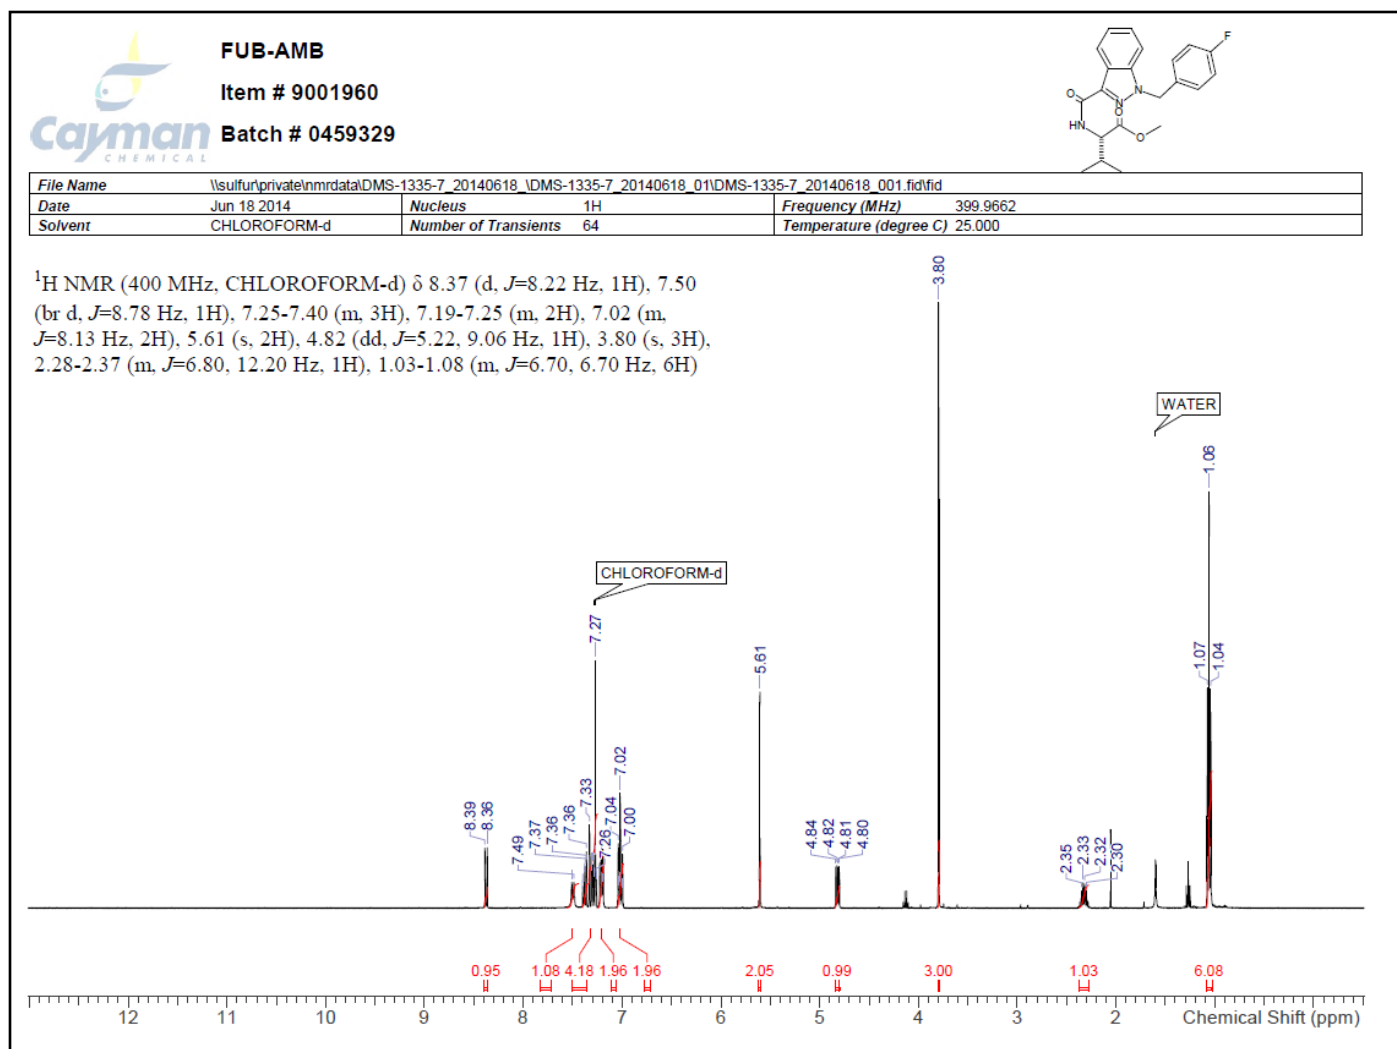 FUB-AMB
Item # 9001960
Batch # 0459329
Cayman
CHEMICAL
F
N
N
O
O
HN
O
File Name \\sulfur\private\nmrdata\DMS-1335-7_20140618_\DMS-1335-7_20140618_01\DMS-1335-7_20140618_001.fid\fid
Date Jun 18 2014 Nucleus 1H Frequency (MHz) 399.9662
Solvent CHLOROFORM-d Number of Transients 64 Temperature (degree C) 25.000
¹H NMR (400 MHz, CHLOROFORM-d) δ 8.37 (d, J=8.22 Hz, 1H), 7.50
(br d, J=8.78 Hz, 1H), 7.25-7.40 (m, 3H), 7.19-7.25 (m, 2H), 7.02 (m,
J=8.13 Hz, 2H), 5.61 (s, 2H), 4.82 (dd, J=5.22, 9.06 Hz, 1H), 3.80 (s, 3H),
2.28-2.37 (m, J=6.80, 12.20 Hz, 1H), 1.03-1.08 (m, J=6.70, 6.70 Hz, 6H)
3.80
WATER
1.06
CHLOROFORM-d
7.27
5.61
1.07
1.04
7.02
8.39
8.36
7.49
7.37
7.36
7.36
7.33
7.26
7.04
7.00
4.84
4.82
4.81
4.80
2.35
2.33
2.32
2.30
0.95 1.08 4.18 1.96 1.96 2.05 0.99 3.00 1.03 6.08
12 11 10 9 8 7 6 5 4 3 2 Chemical Shift (ppm)